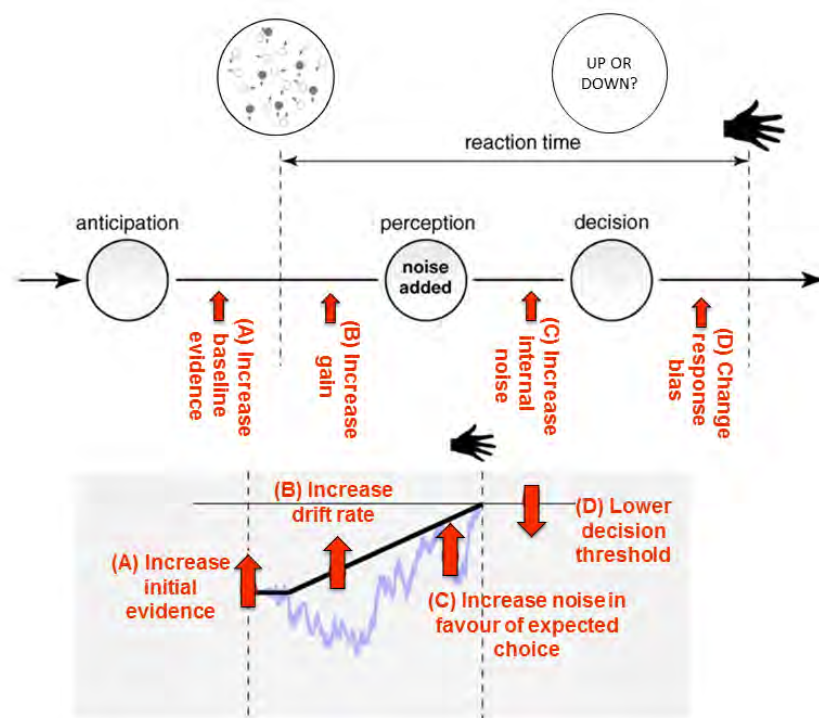 UP OR
DOWN?
reaction time
anticipation
perception
decision
noise
added
(A) Increase
baseline
evidence
(B) Increase
gain
(C) Increase
internal
noise
(D) Change
response
bias
(B) Increase
drift rate
(D) Lower
decision
threshold
(A) Increase
initial
evidence
(C) Increase noise in
favour of expected
choice